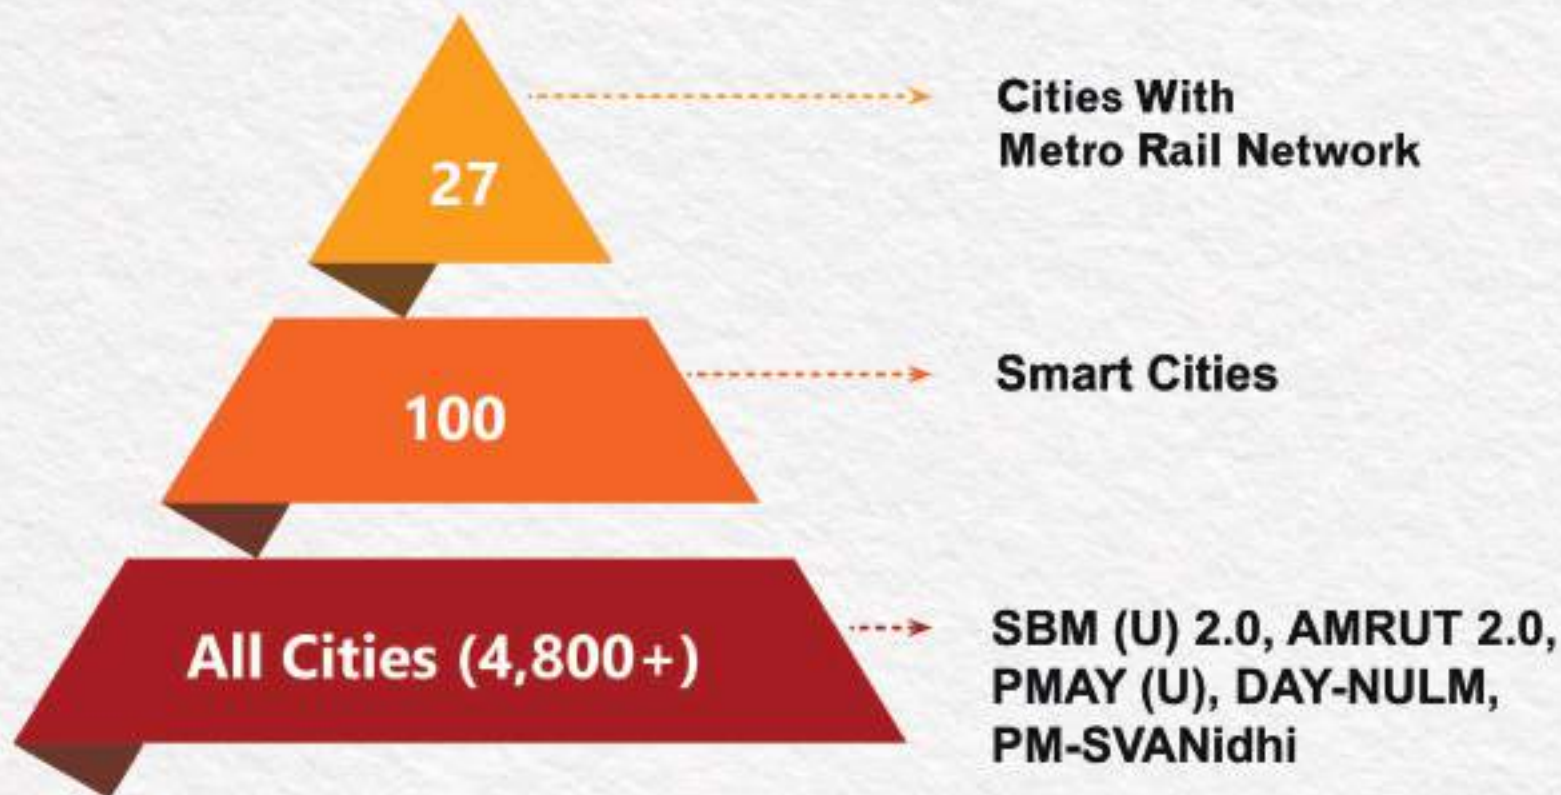 27
Cities With
Metro Rail Network
100
Smart Cities
All Cities (4,800+)
SBM (U) 2.0, AMRUT 2.0,
PMAY (U), DAY-NULM,
PM-SVANidhi